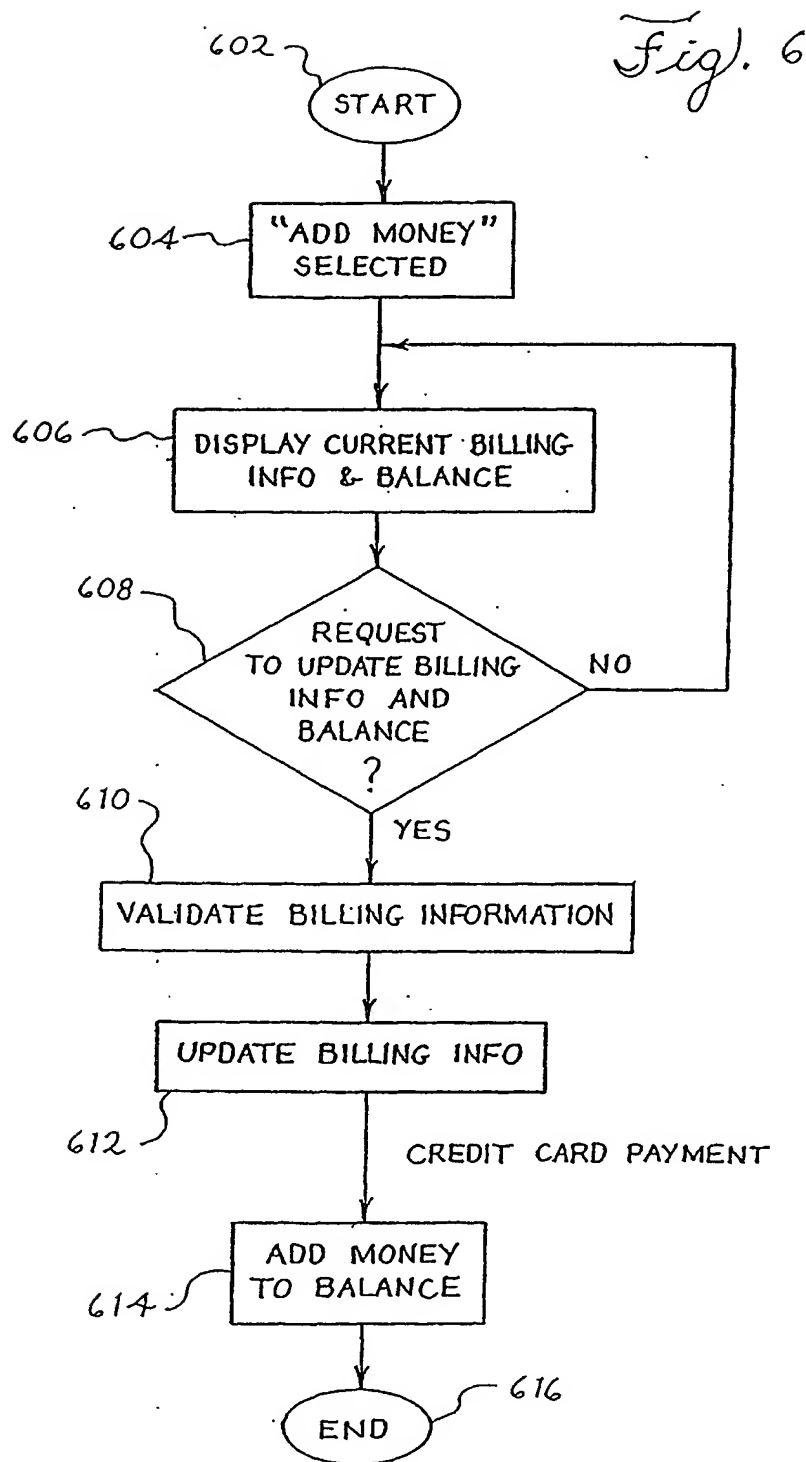 Fig. 6
602
START
604
"ADD MONEY"
SELECTED
606
DISPLAY CURRENT BILLING
INFO & BALANCE
608
REQUEST
TO UPDATE BILLING
INFO AND
BALANCE
?
NO
YES
610
VALIDATE BILLING INFORMATION
UPDATE BILLING INFO
612
CREDIT CARD PAYMENT
ADD MONEY
TO BALANCE
614
END
616